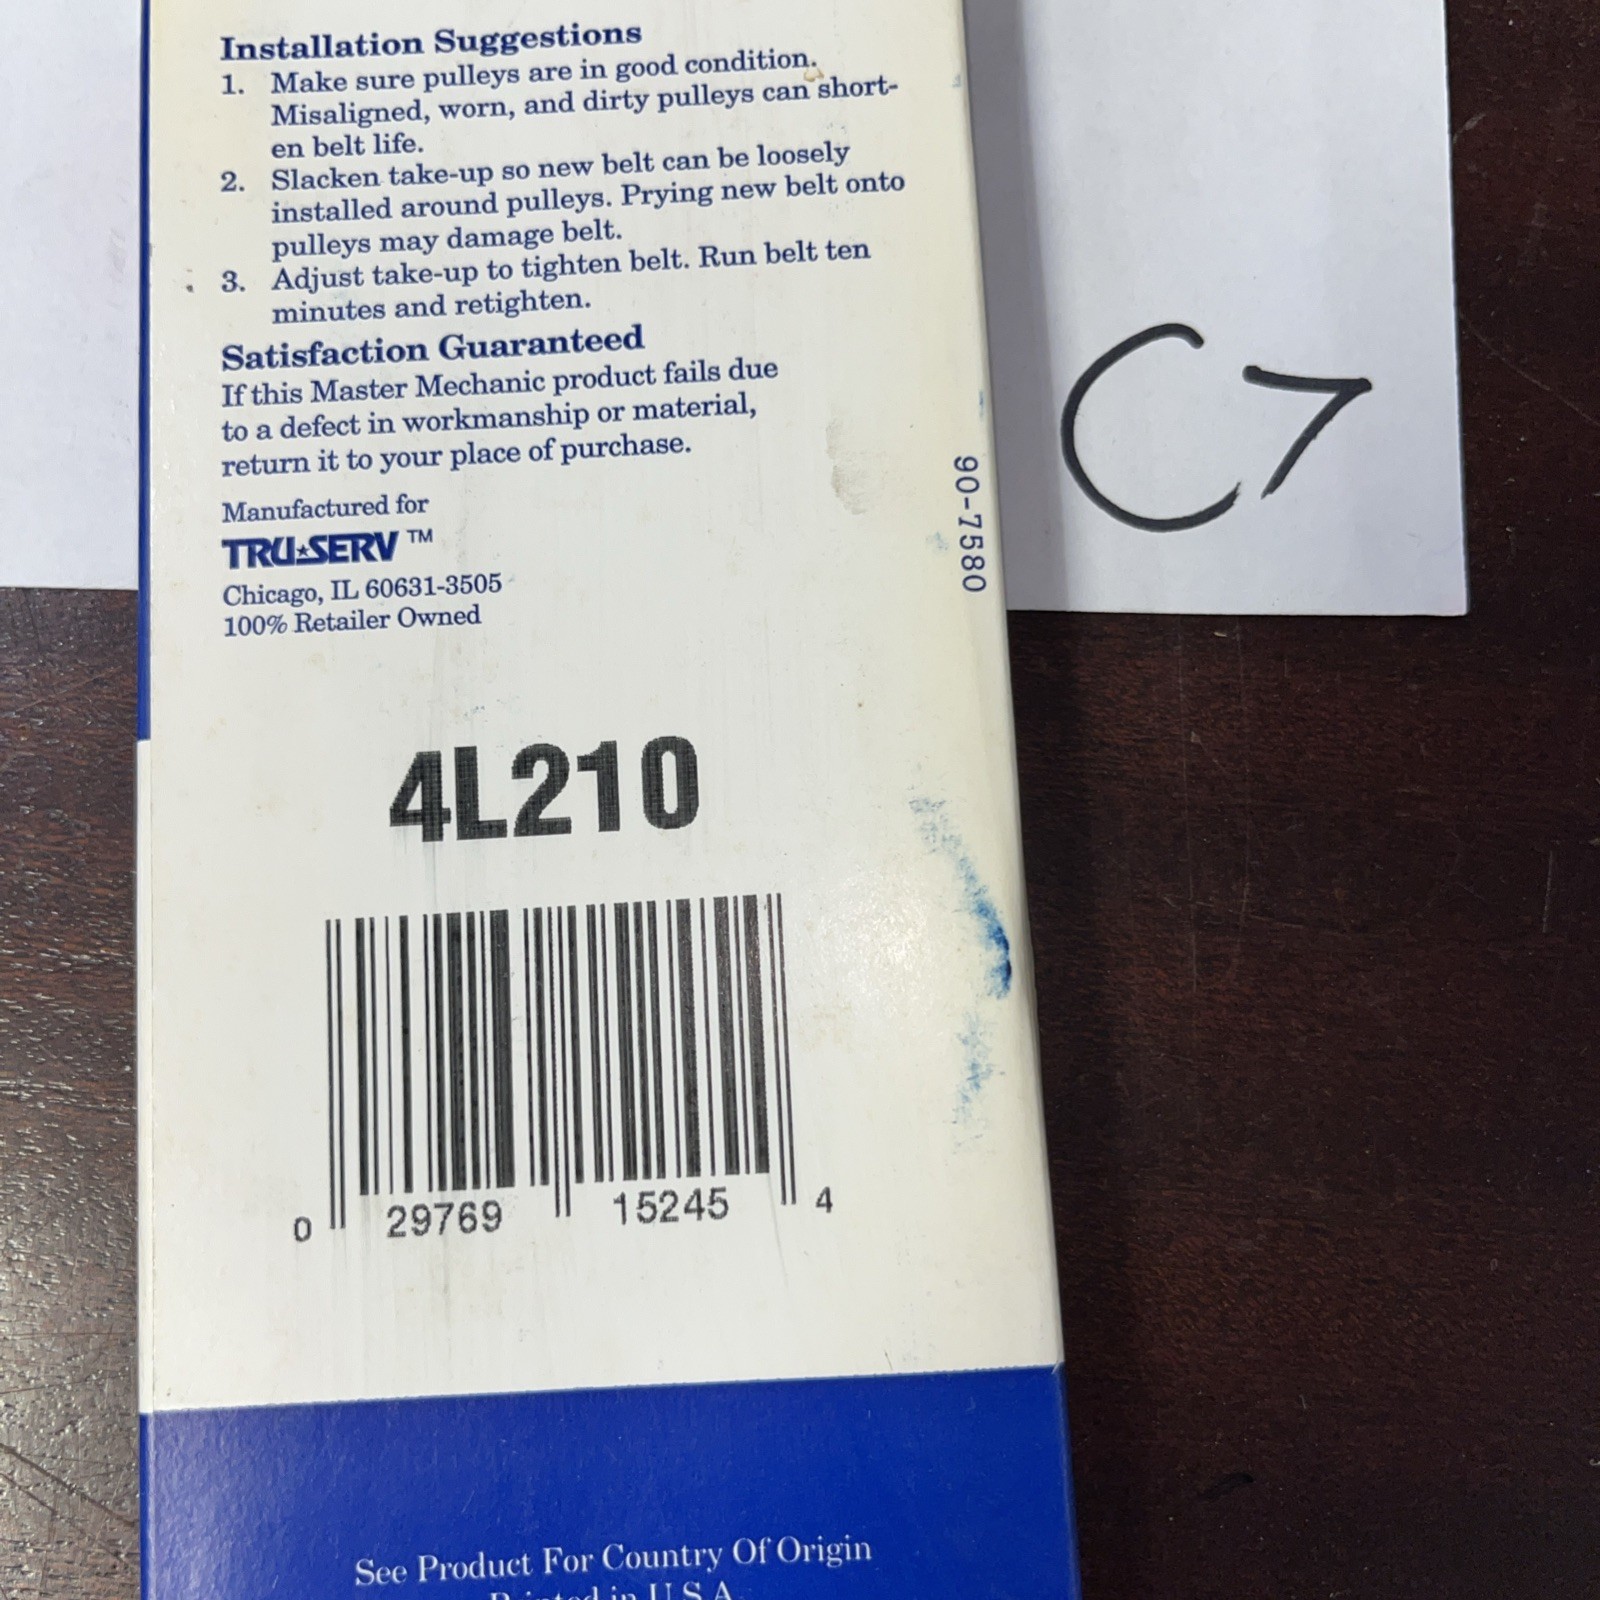 Installation Suggestions
1. Make sure pulleys are in good condition.
Misaligned, worn, and dirty pulleys can short-
en belt life.
2. Slacken take-up so new belt can be loosely
installed around pulleys. Prying new belt onto
pulleys may damage belt.
3. Adjust take-up to tighten belt. Run belt ten
minutes and retighten.
Satisfaction Guaranteed
If this Master Mechanic product fails due
to a defect in workmanship or material,
return it to your place of purchase.
Manufactured for
TRU★SERV™
Chicago, IL 60631-3505
100% Retailer Owned
90-7580
C7
4L210
0 29769 15245 4
See Product For Country Of Origin
Printed in U.S.A.